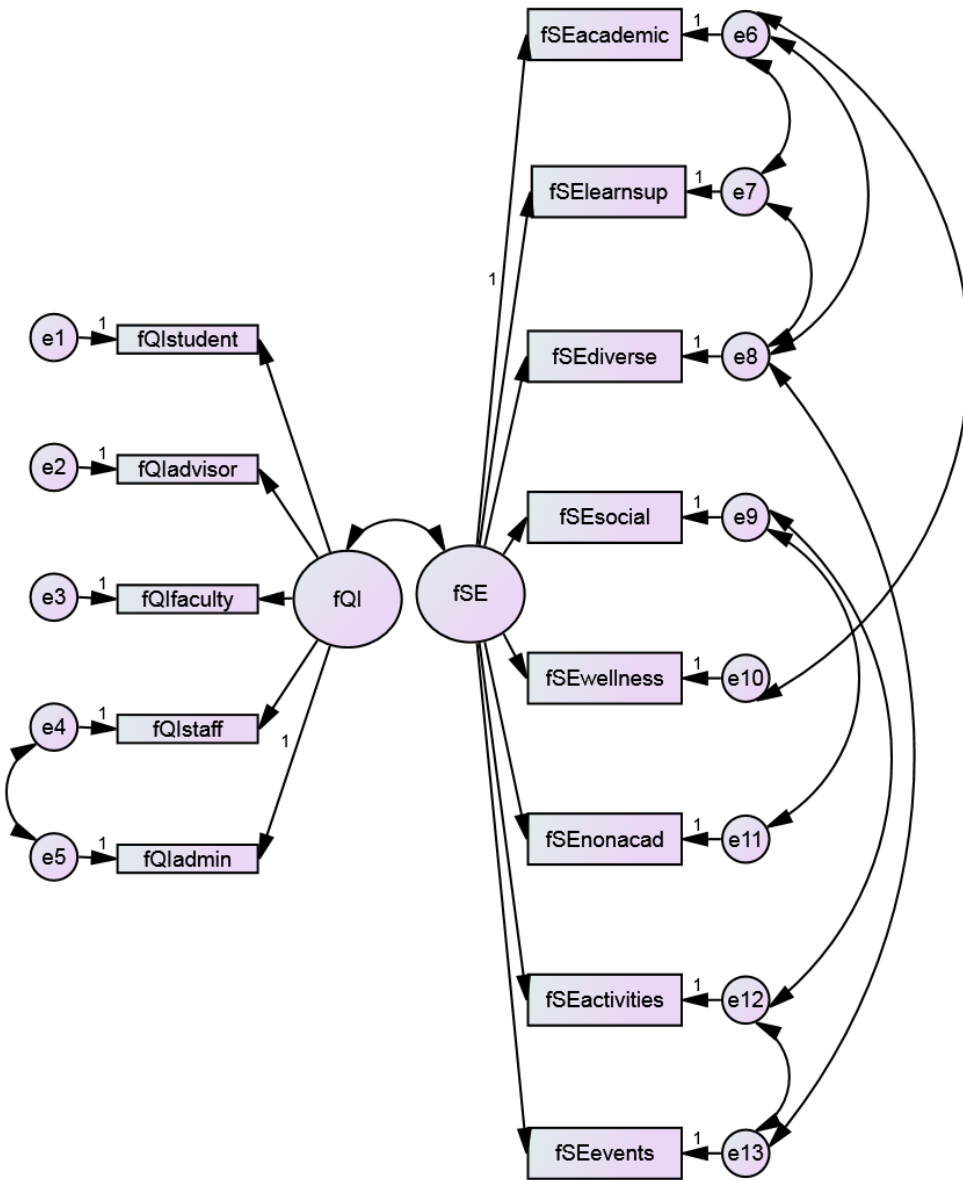 fSEacademic 1 e6
fSElearnsup 1 e7
1
e1 1 fQIstudent
fSEdiverse 1 e8
e2 1 fQIadvisor
fSEsocial 1 e9
e3 1 fQIfaculty
fQI
fSE
fSEwellness 1 e10
e4 1 fQIstaff
1
fSEnonacad 1 e11
e5 1 fQIadmin
fSEactivities 1 e12
fSEevents 1 e13